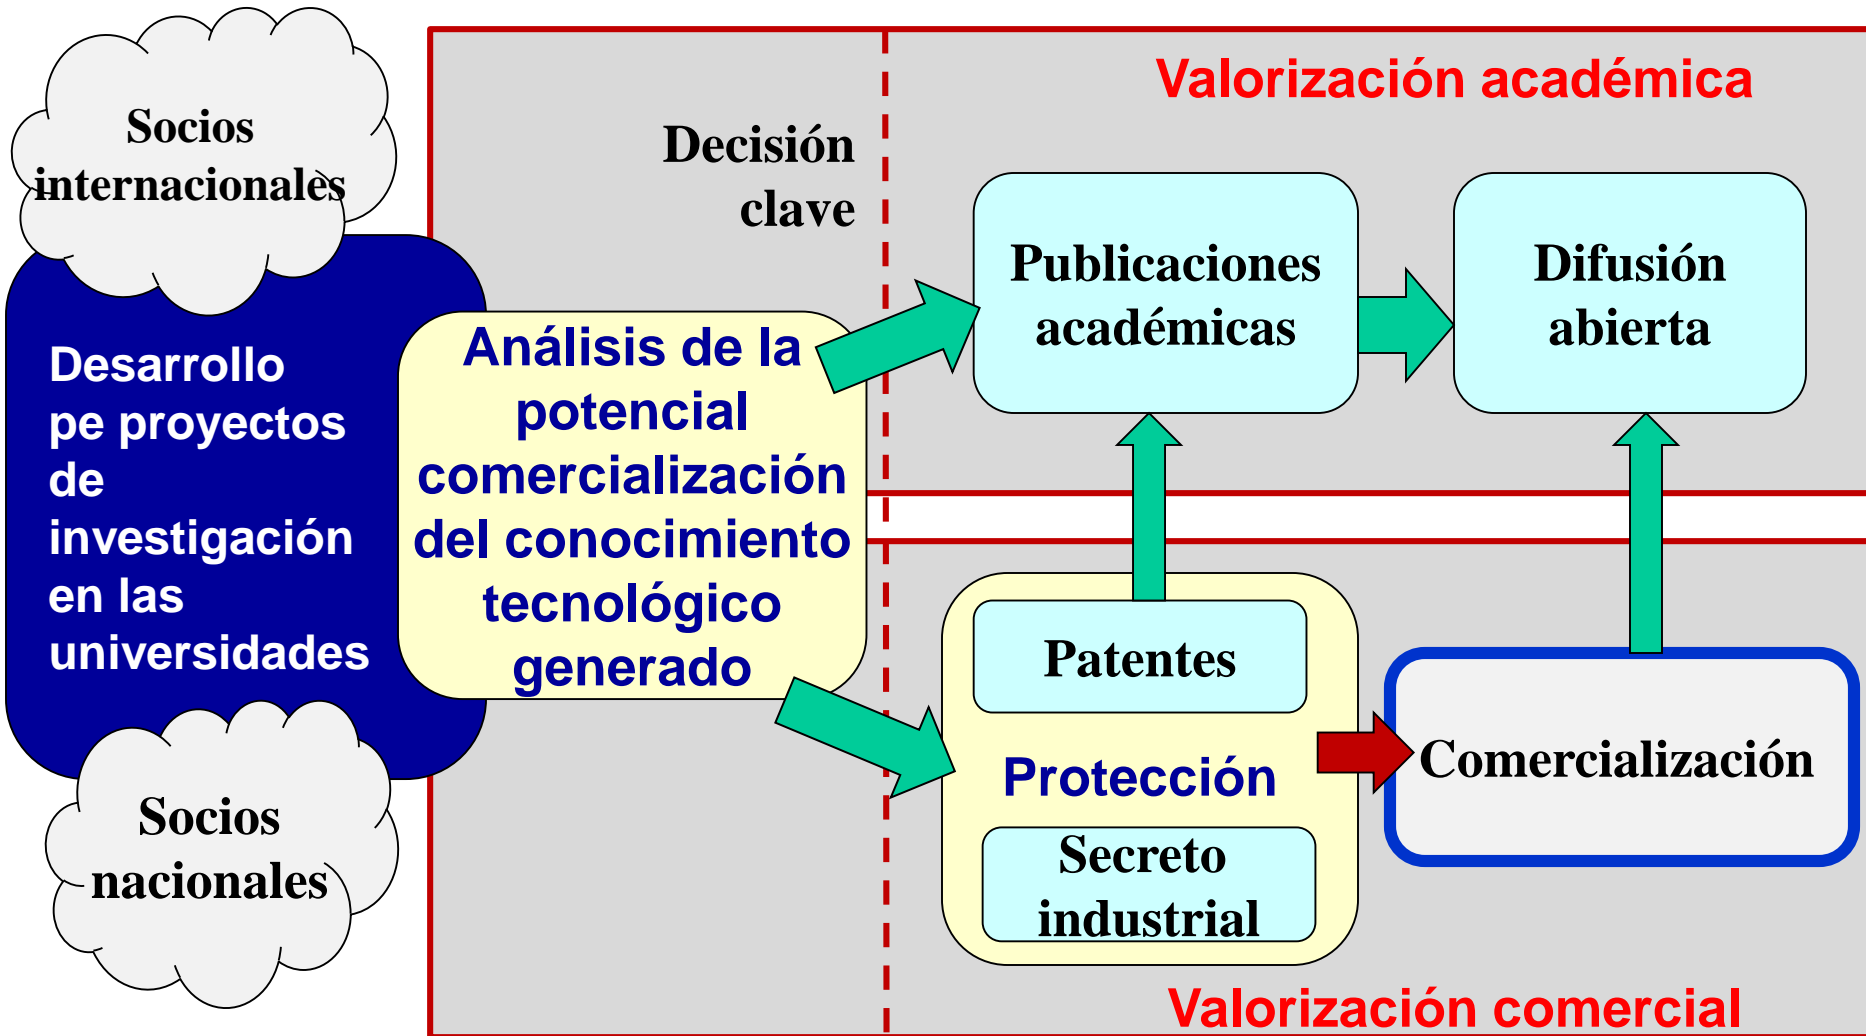 Socios
internacionales
Desarrollo
pe proyectos
de
investigación
en las
universidades
Socios
nacionales
Decisión
clave
Análisis de la
potencial
comercialización
del conocimiento
tecnológico
generado
Valorización académica
Publicaciones
académicas
Difusión
abierta
Patentes
Protección
Secreto
industrial
Comercialización
Valorización comercial